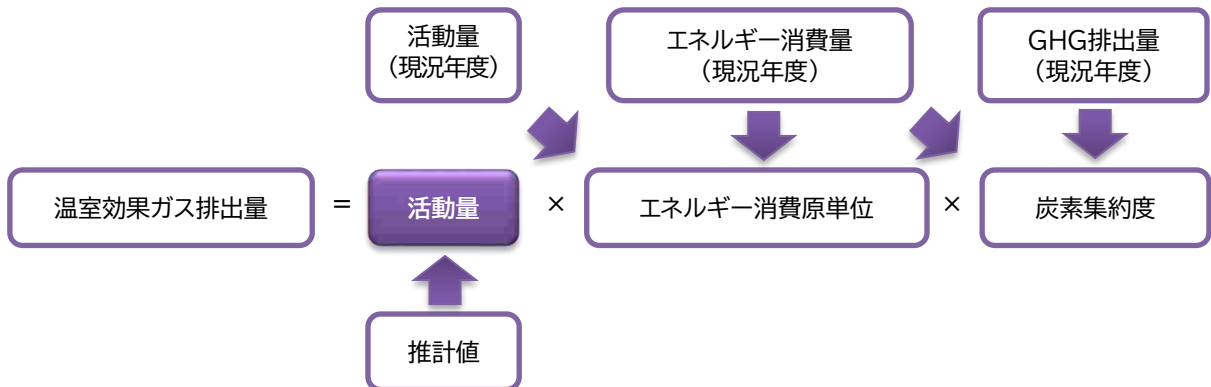 活動量
（現況年度）
エネルギー消費量
（現況年度）
GHG排出量
（現況年度）
温室効果ガス排出量 = 活動量 × エネルギー消費原単位 × 炭素集約度
推計値